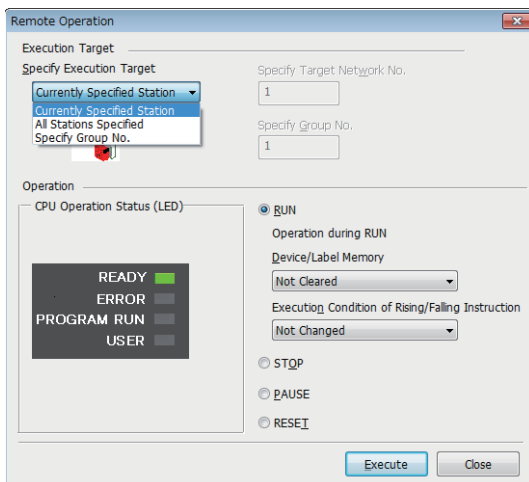 Remote Operation
Execution Target
Specify Execution Target
Currently Specified Station
Currently Specified Station
All Stations Specified
Specify Group No.
Specify Target Network No.
1
Specify Group No.
1
Operation
CPU Operation Status (LED)
READY
ERROR
PROGRAM RUN
USER
RUN
Operation during RUN
Device/Label Memory
Not Cleared
Execution Condition of Rising/Falling Instruction
Not Changed
STOP
PAUSE
RESET
Execute
Close